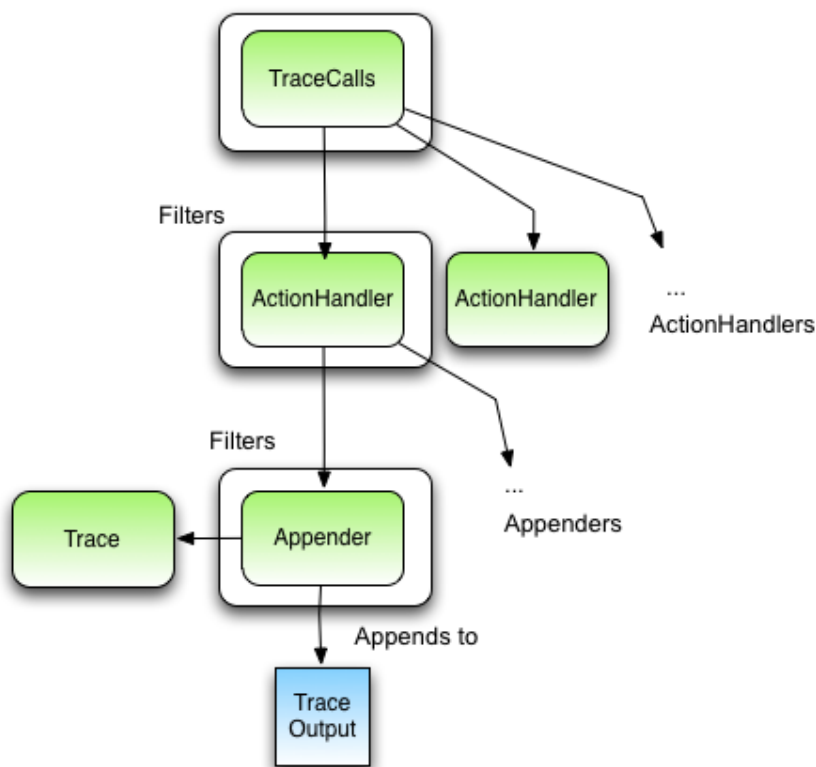 TraceCalls
Filters
ActionHandler
ActionHandler
...
ActionHandlers
Filters
...
Appenders
Trace
Appender
Appends to
Trace
Output